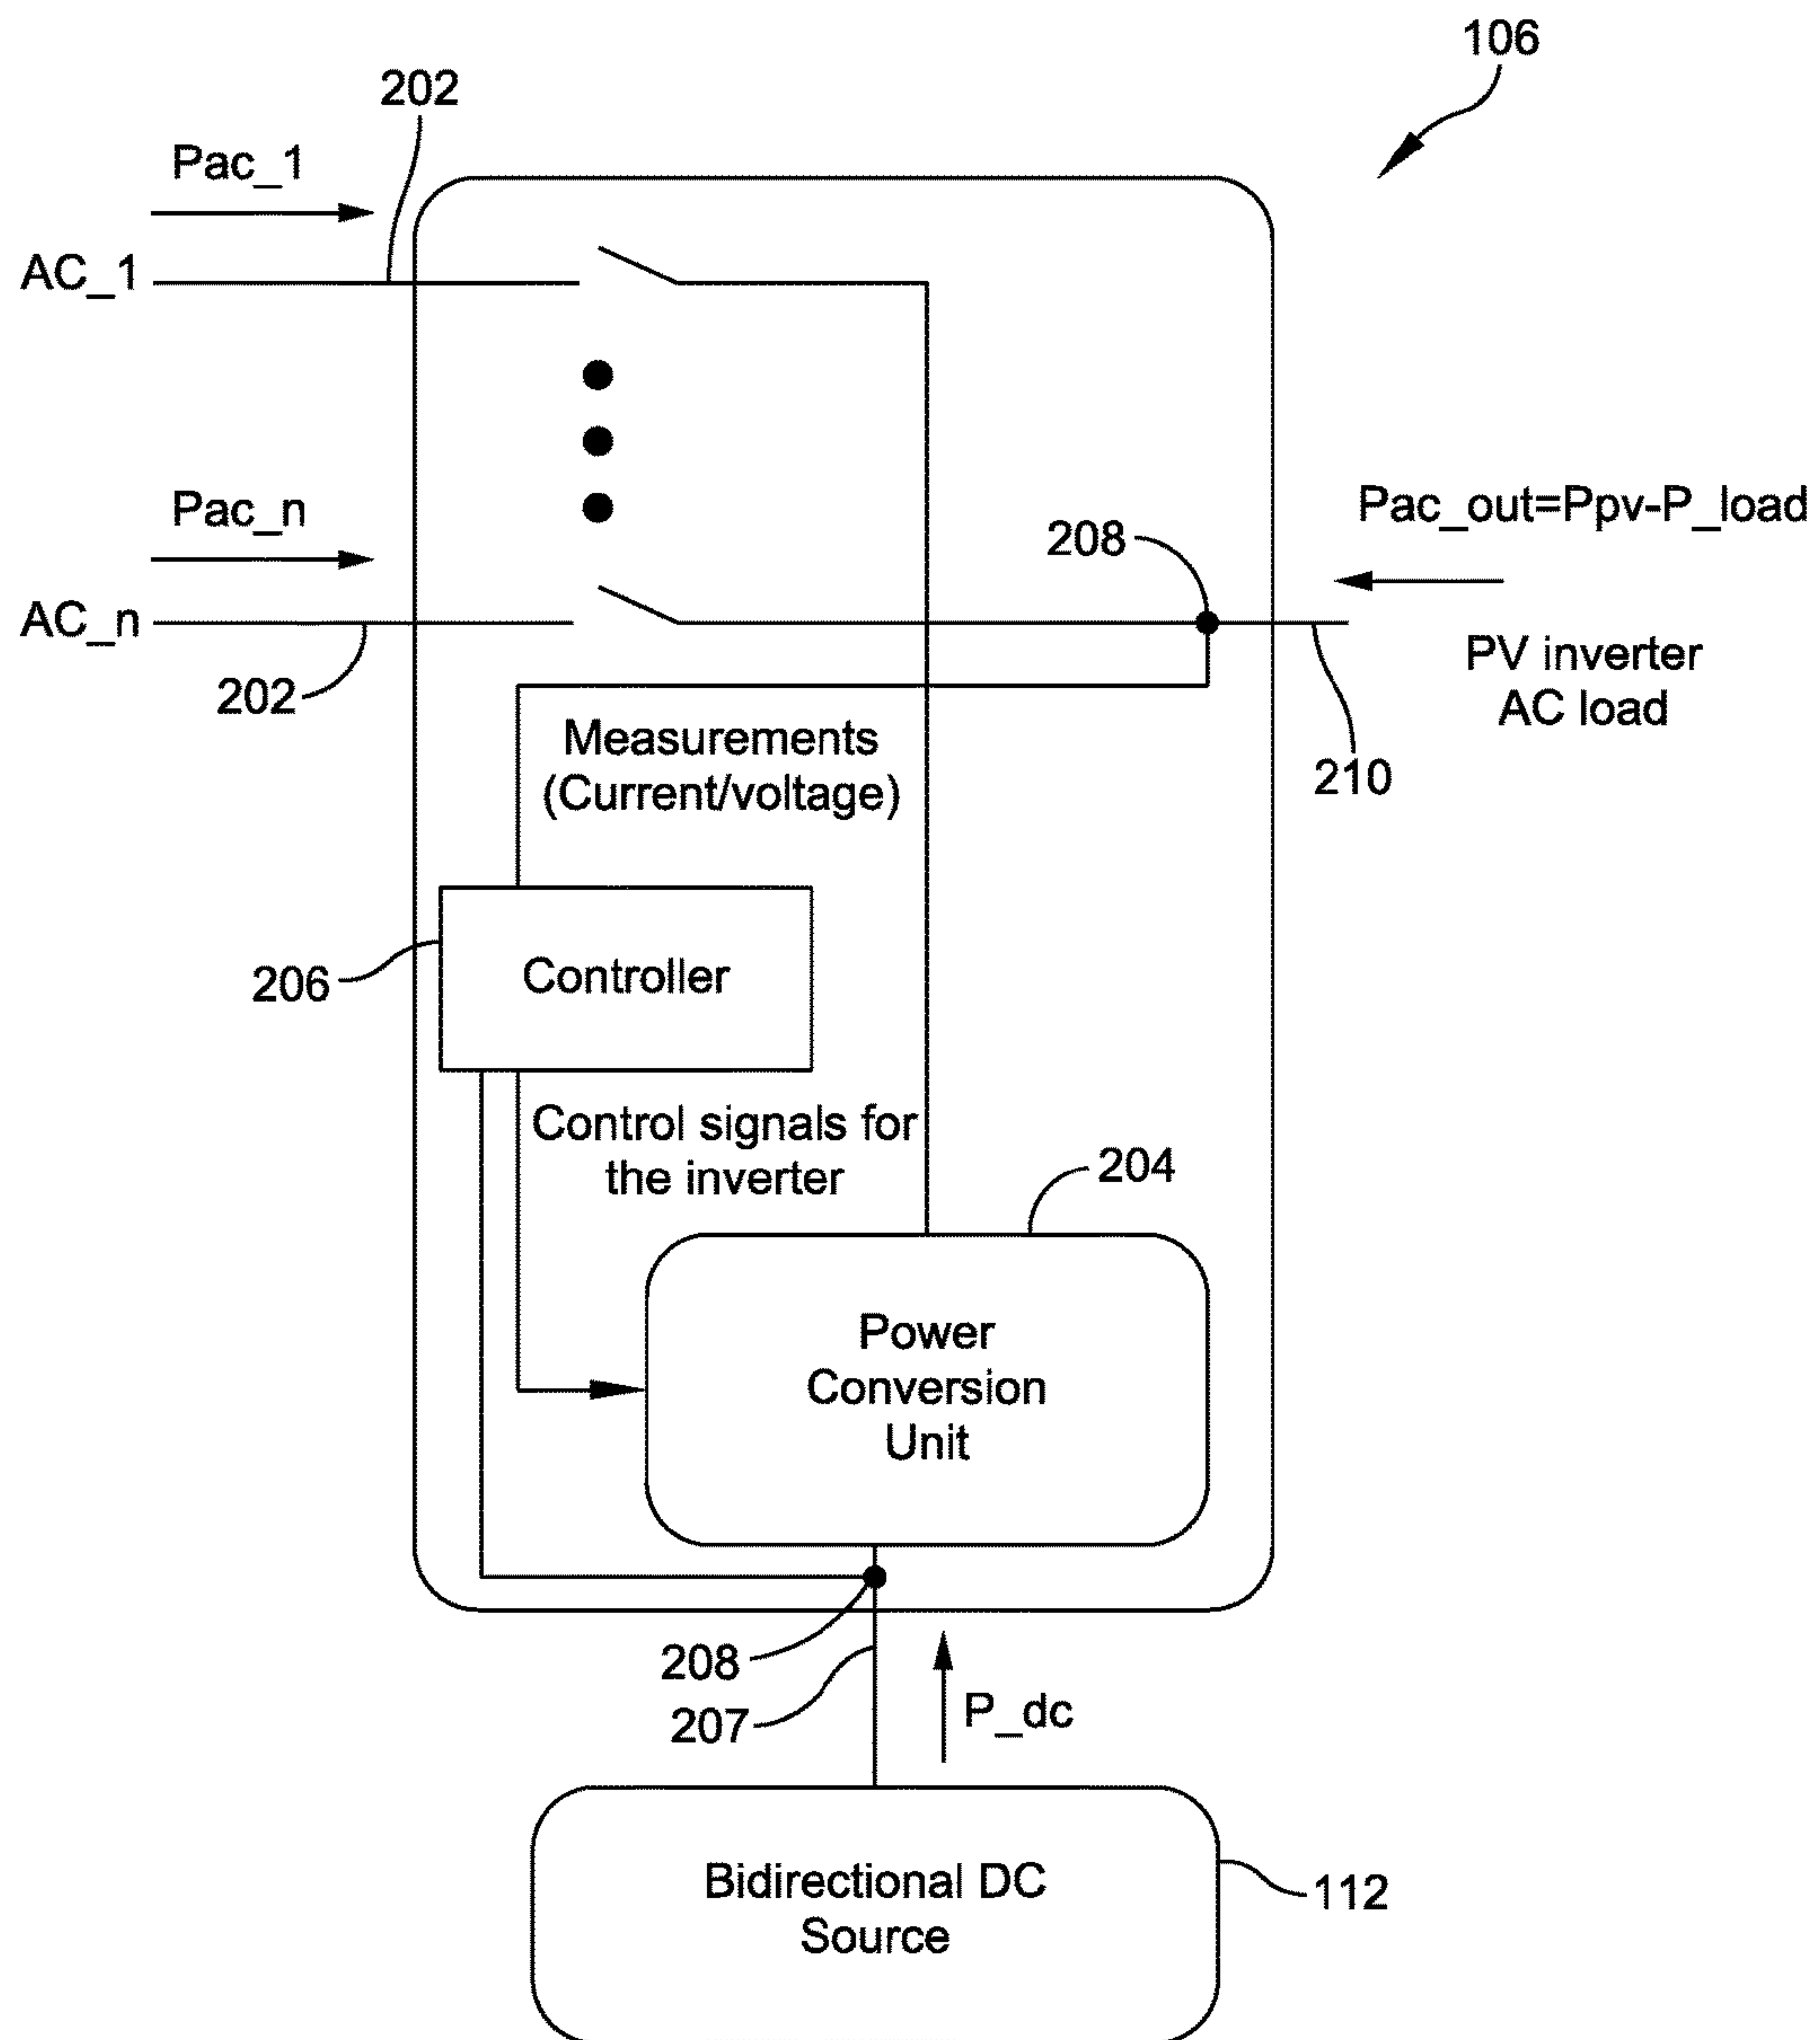 106
202
Pac_1
AC_1
Pac_n
208
Pac_out=Ppv-P_load
AC_n
202
PV inverter
AC load
210
Measurements
(Current/voltage)
206
Controller
Control signals for
the inverter
204
Power
Conversion
Unit
208
207
P_dc
Bidirectional DC
Source
112